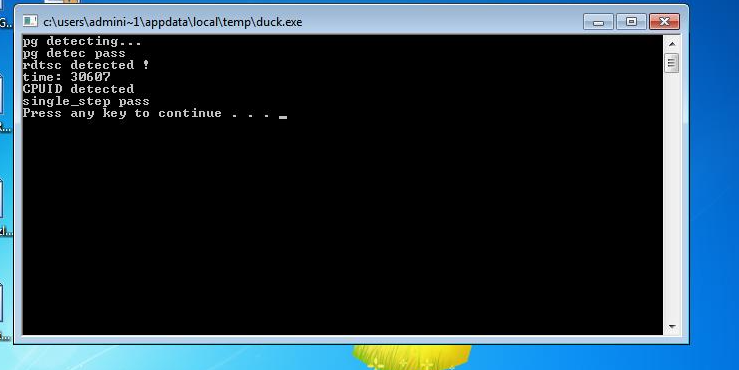 c:\users\admini~1\appdata\local\temp\duck.exe
pg detecting...
pg detec pass
rdtsc detected !
time: 30607
CPUID detected
single_step pass
Press any key to continue . . . _